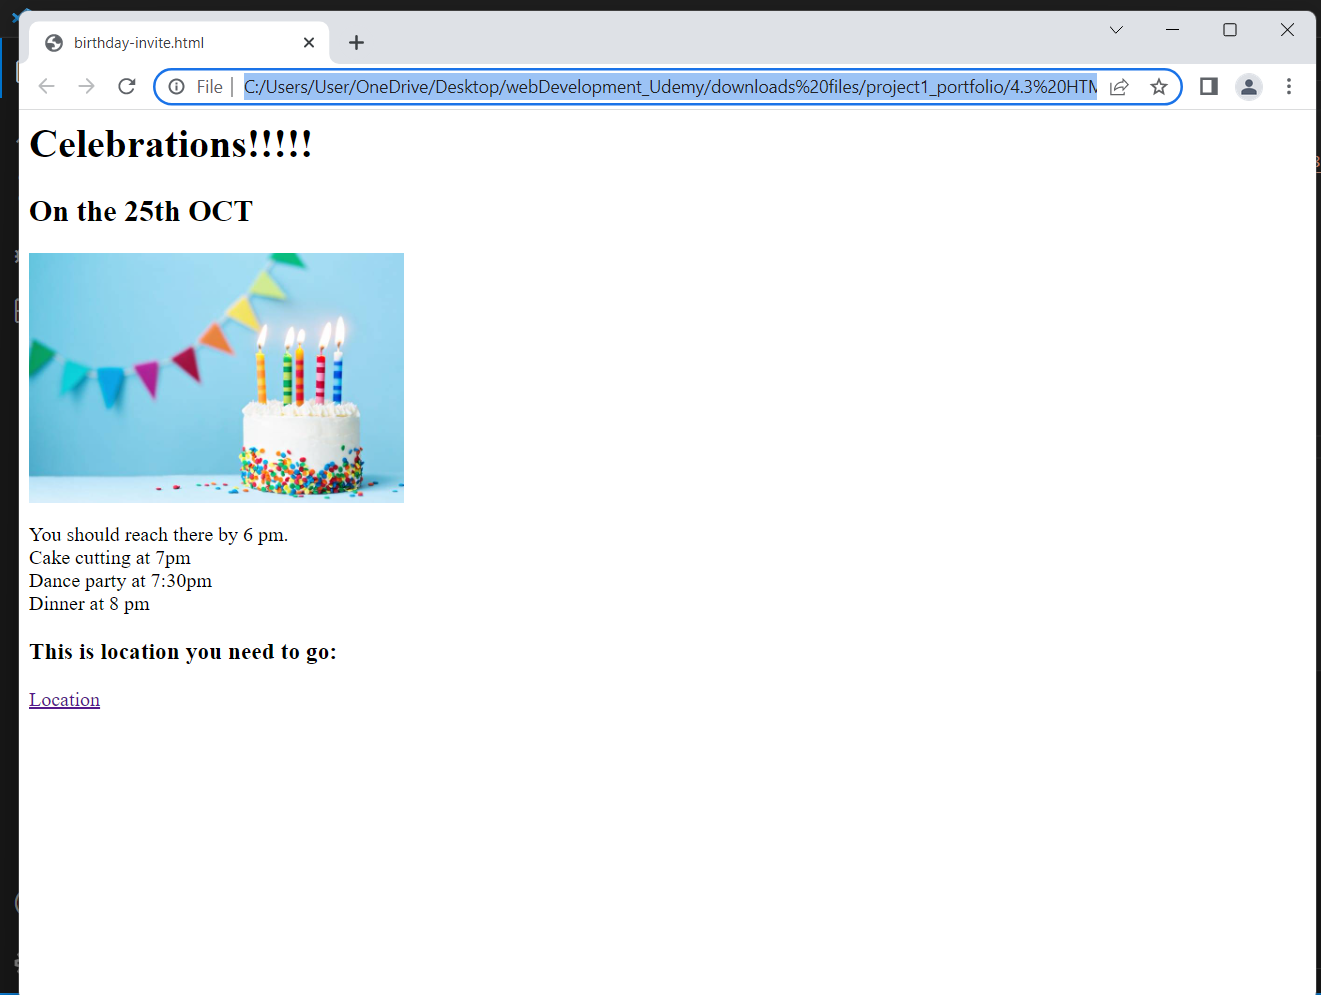 birthday-invite.html
File
C:/Users/User/OneDrive/Desktop/webDevelopment_Udemy/downloads%20files/project1_portfolio/4.3%20HTM
Celebrations!!!!!
On the 25th OCT
You should reach there by 6 pm.
Cake cutting at 7pm
Dance party at 7:30pm
Dinner at 8 pm
This is location you need to go:
Location